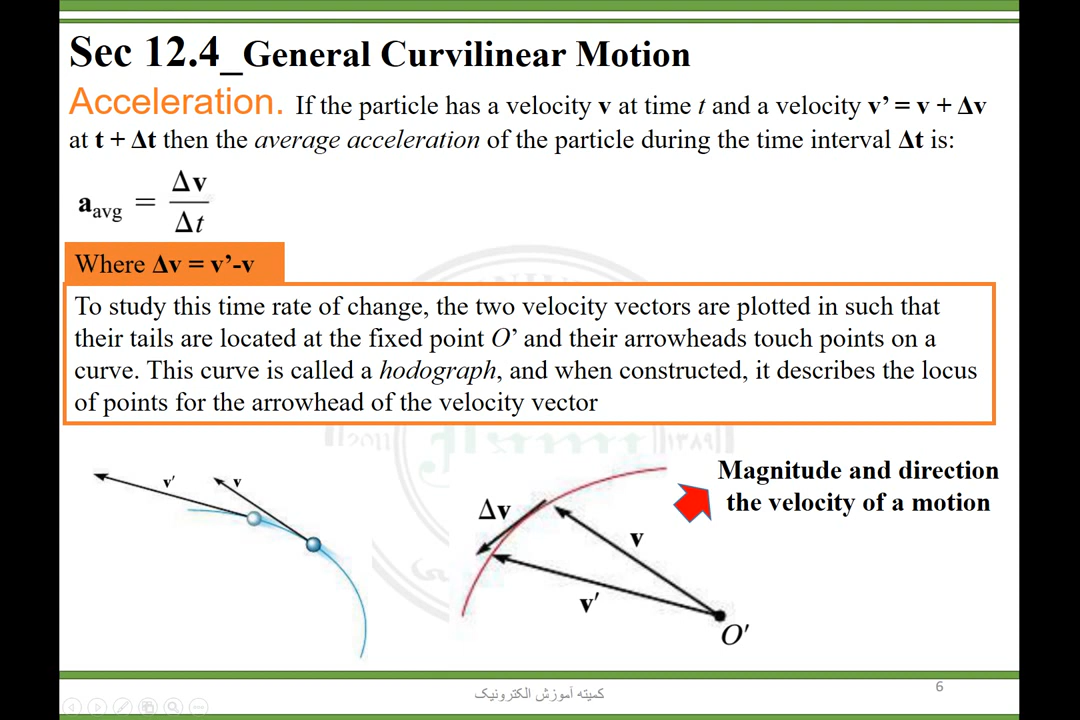 Sec 12.4_General Curvilinear Motion
Acceleration. If the particle has a velocity v at time t and a velocity v’ = v + Δv
at t + Δt then the average acceleration of the particle during the time interval Δt is:
a_avg = Δv / Δt
Where Δv = v’-v
To study this time rate of change, the two velocity vectors are plotted in such that
their tails are located at the fixed point O’ and their arrowheads touch points on a
curve. This curve is called a hodograph, and when constructed, it describes the locus
of points for the arrowhead of the velocity vector
2011
١٣٨٩
Magnitude and direction
the velocity of a motion
v′
v
Δv
v
v′
O′
کمیته آموزش الکترونیک
6